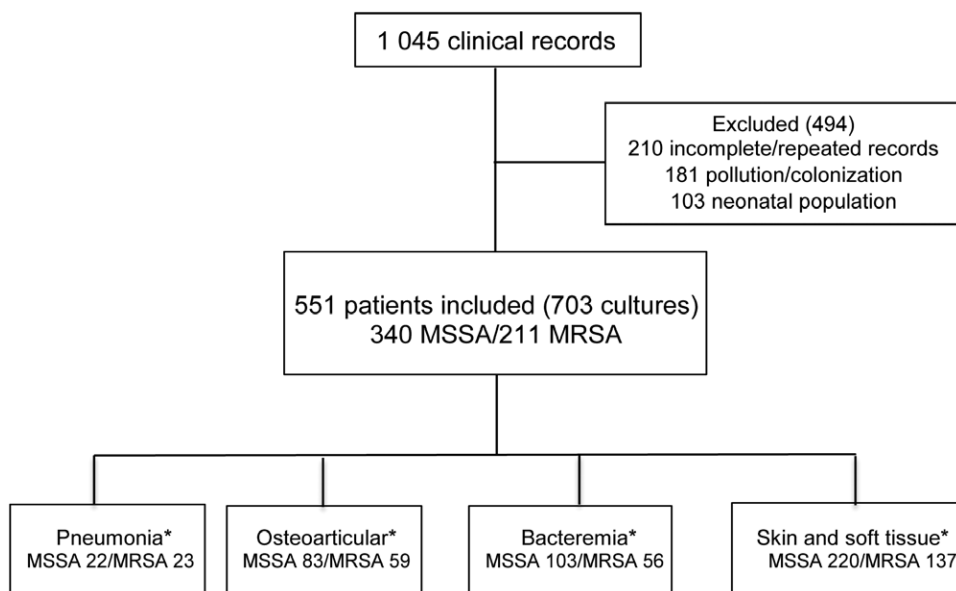 1 045 clinical records
Excluded (494)
210 incomplete/repeated records
181 pollution/colonization
103 neonatal population
551 patients included (703 cultures)
340 MSSA/211 MRSA
Pneumonia*
MSSA 22/MRSA 23
Osteoarticular*
MSSA 83/MRSA 59
Bacteremia*
MSSA 103/MRSA 56
Skin and soft tissue*
MSSA 220/MRSA 137